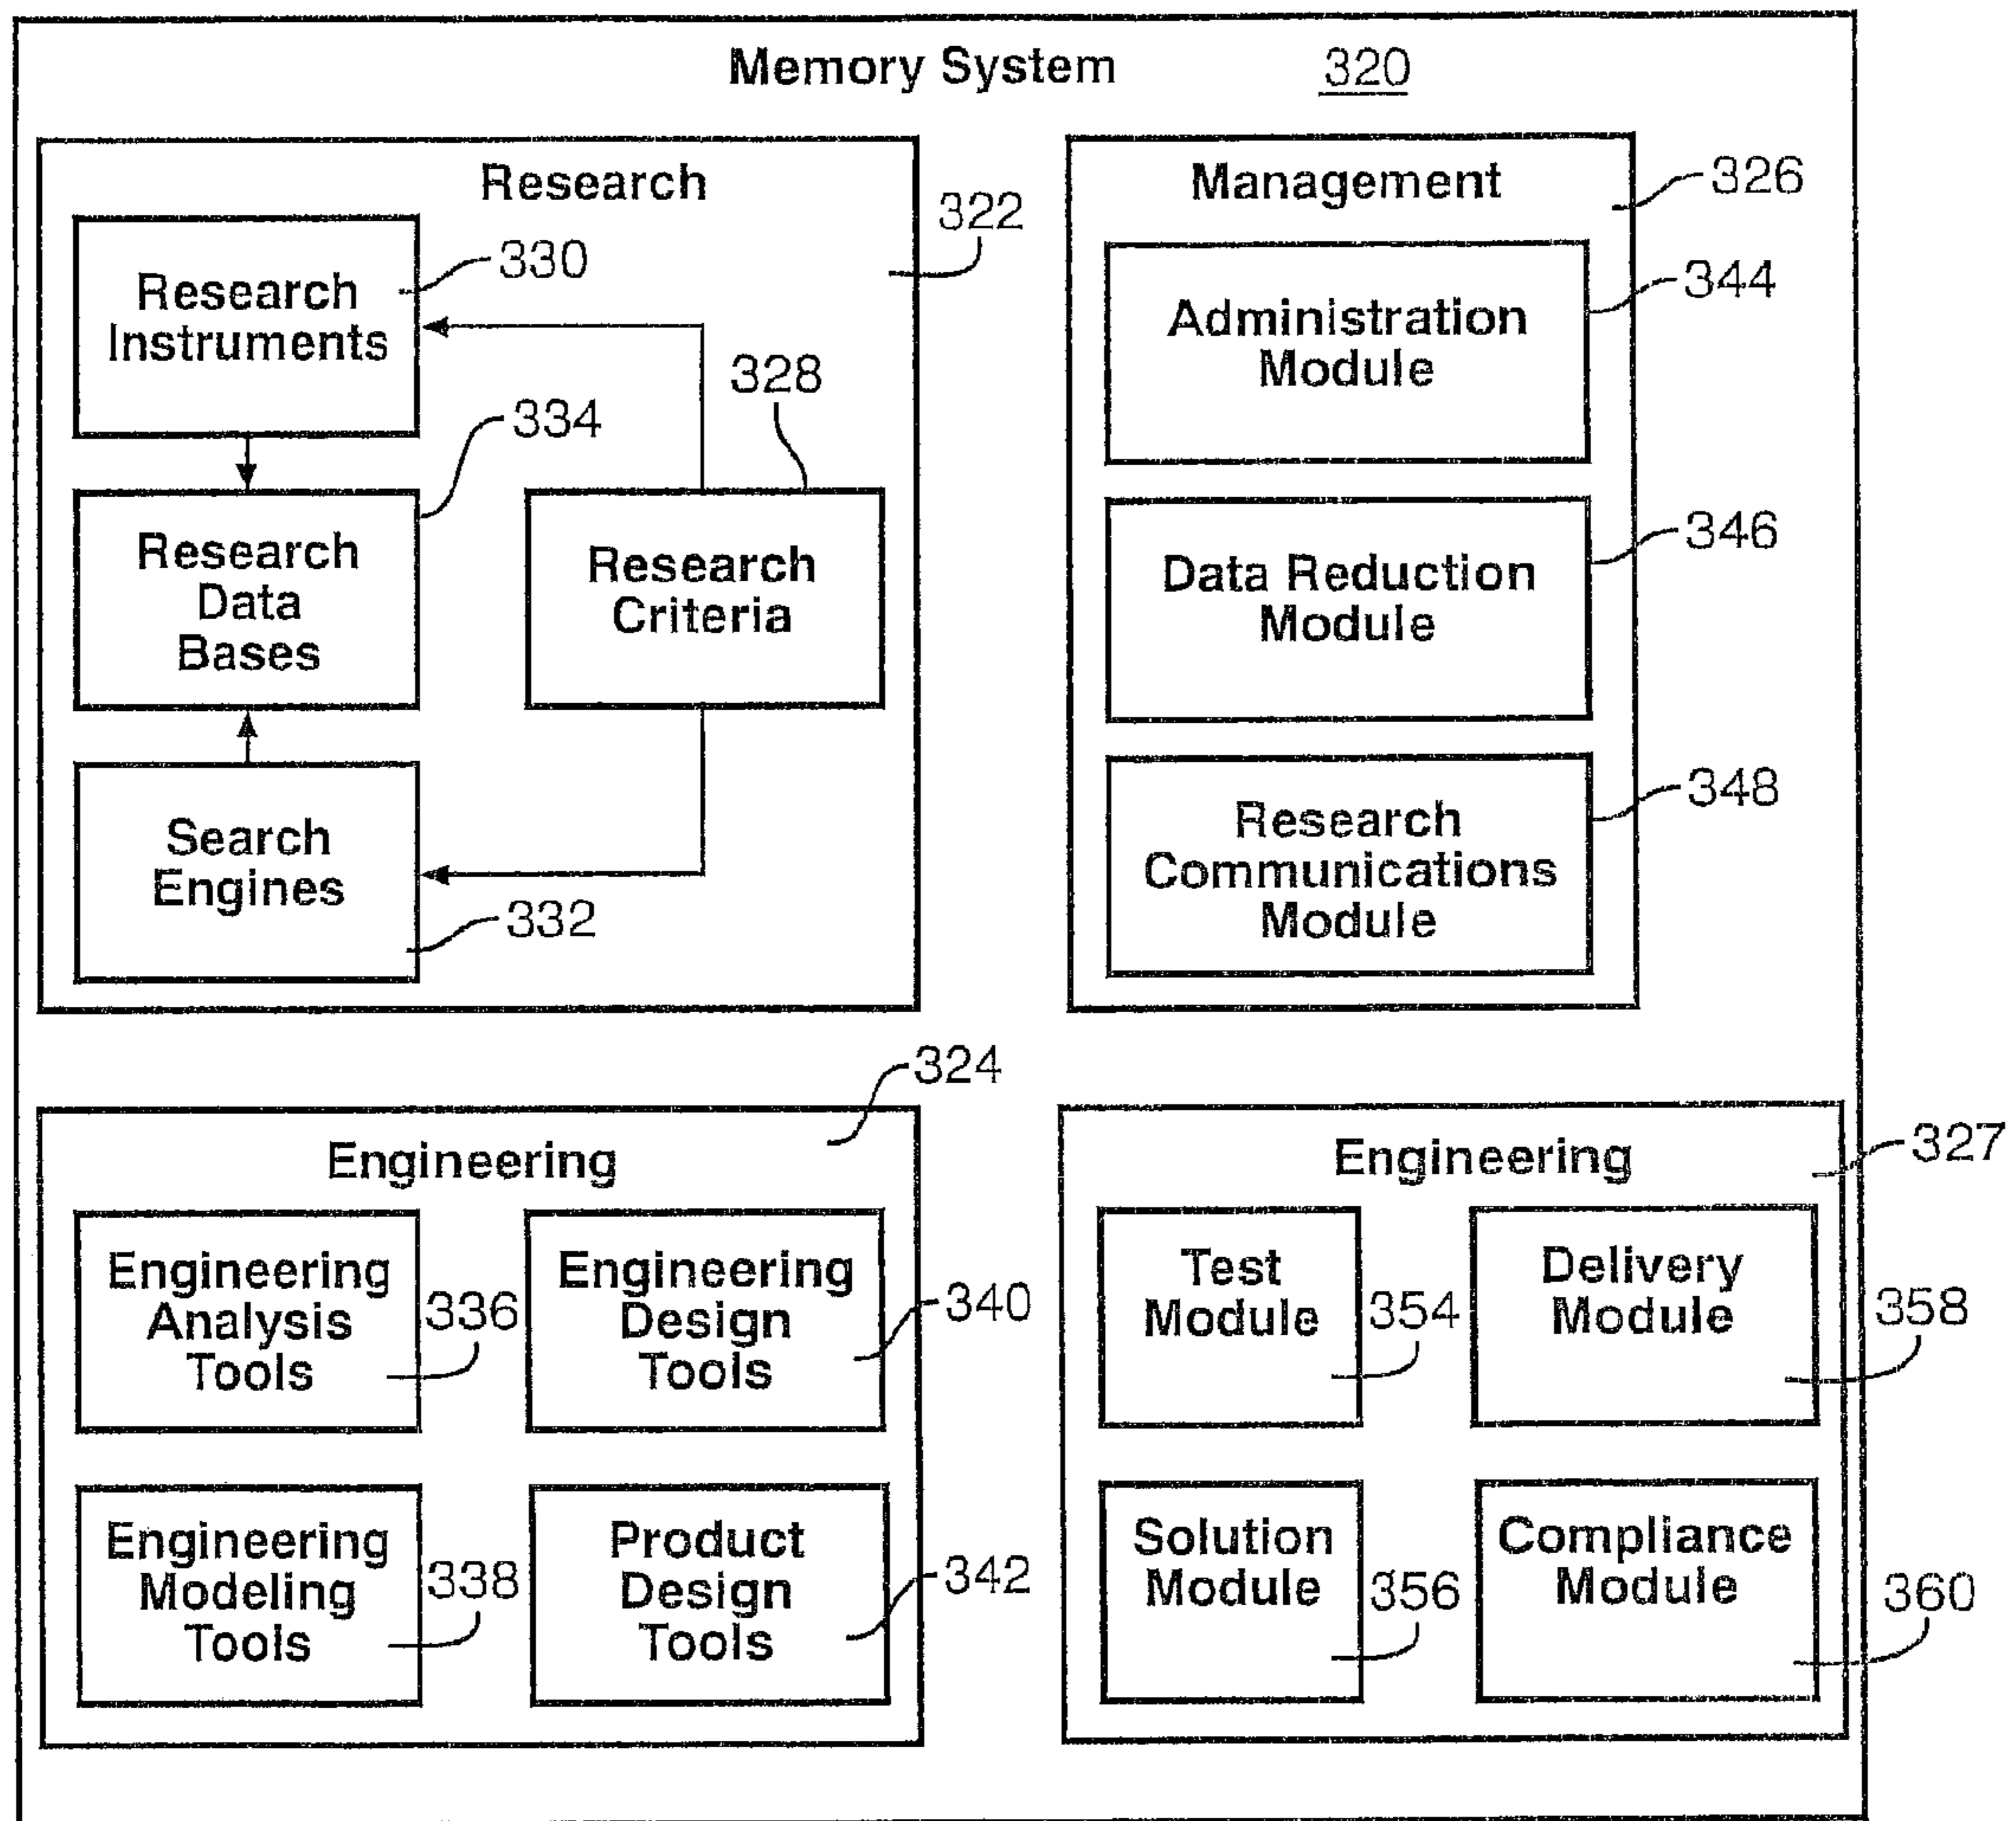 Memory System 320
Research
322
Research
Instruments
330
334
328
Research
Data
Bases
Research
Criteria
Search
Engines
332
Management
326
Administration
Module
344
Data Reduction
Module
346
Research
Communications
Module
348
Engineering
324
Engineering
Analysis
Tools
336
Engineering
Design
Tools
340
Engineering
Modeling
Tools
338
Product
Design
Tools
342
Engineering
327
Test
Module
354
Delivery
Module
358
Solution
Module
356
Compliance
Module
360